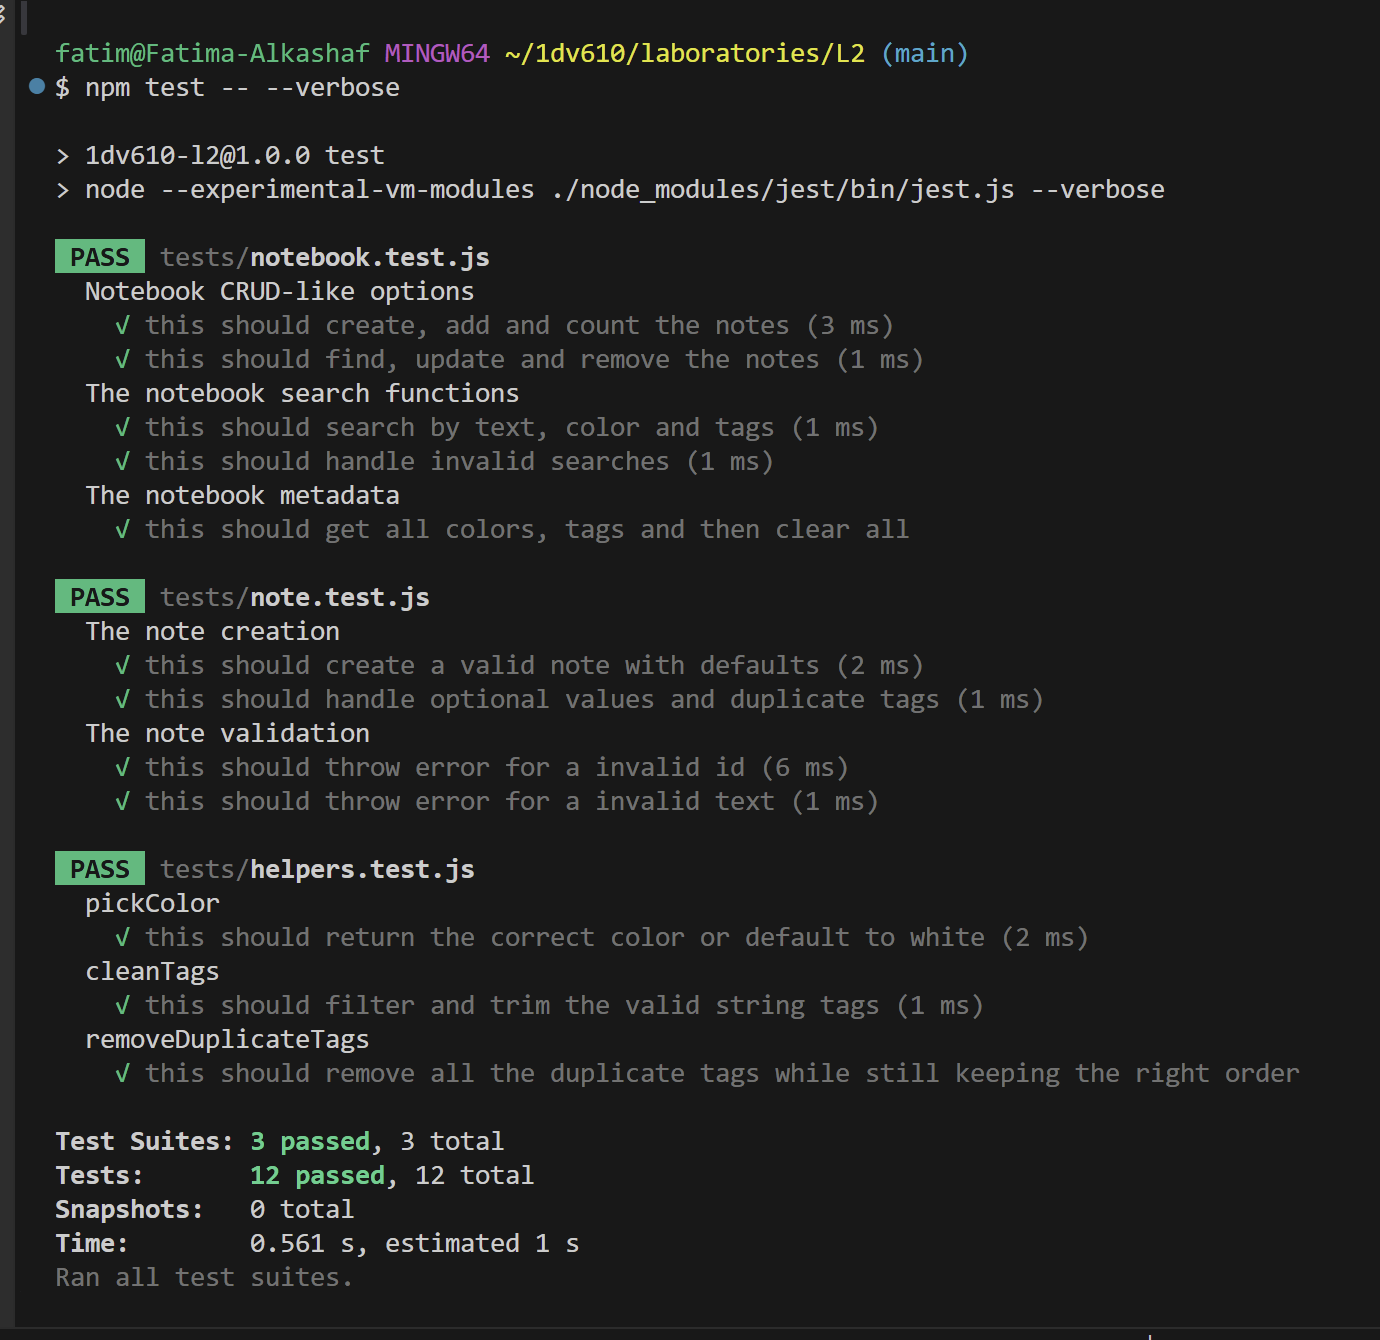 fatim@Fatima-Alkashaf MINGW64 ~/1dv610/laboratories/L2 (main)
$ npm test -- --verbose
> 1dv610-l2@1.0.0 test
> node --experimental-vm-modules ./node_modules/jest/bin/jest.js --verbose
PASS tests/notebook.test.js
Notebook CRUD-like options
√ this should create, add and count the notes (3 ms)
√ this should find, update and remove the notes (1 ms)
The notebook search functions
√ this should search by text, color and tags (1 ms)
√ this should handle invalid searches (1 ms)
The notebook metadata
√ this should get all colors, tags and then clear all
PASS tests/note.test.js
The note creation
√ this should create a valid note with defaults (2 ms)
√ this should handle optional values and duplicate tags (1 ms)
The note validation
√ this should throw error for a invalid id (6 ms)
√ this should throw error for a invalid text (1 ms)
PASS tests/helpers.test.js
pickColor
√ this should return the correct color or default to white (2 ms)
cleanTags
√ this should filter and trim the valid string tags (1 ms)
removeDuplicateTags
√ this should remove all the duplicate tags while still keeping the right order
Test Suites: 3 passed, 3 total
Tests: 12 passed, 12 total
Snapshots: 0 total
Time: 0.561 s, estimated 1 s
Ran all test suites.